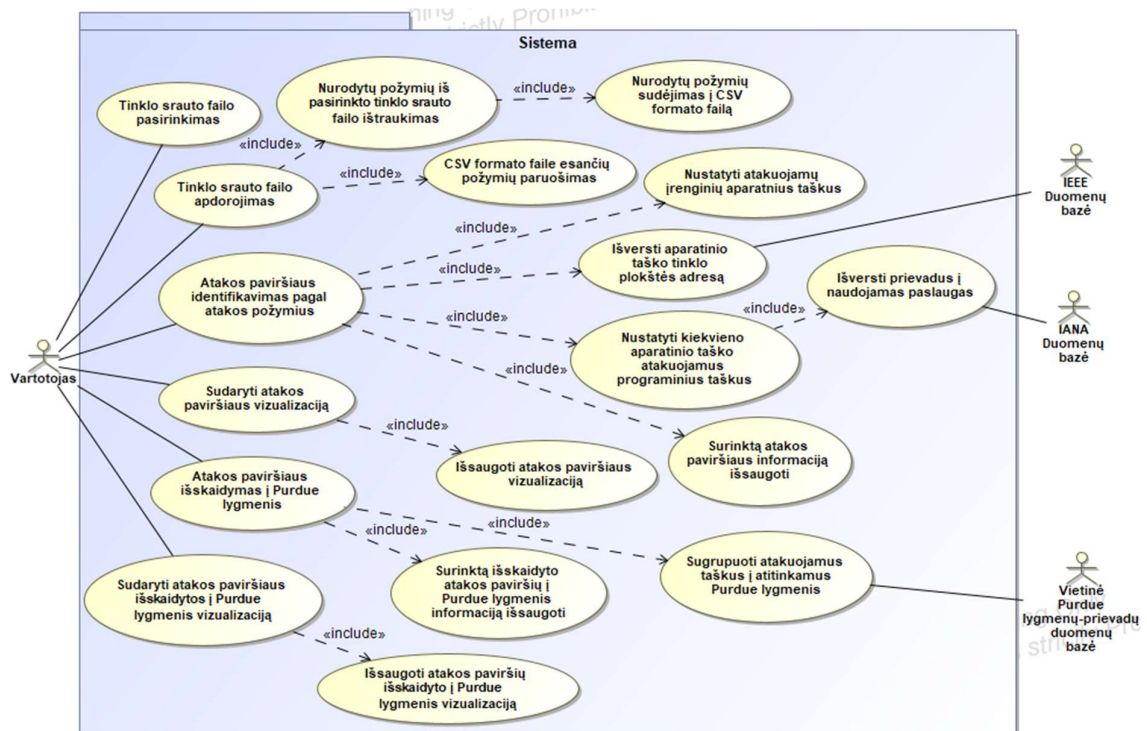 ning
strictly Prohibi
Sistema
Tinklo srauto failo
pasirinkimas
Nurodytų požymių iš
pasirinkto tinklo srauto
failo ištraukimas
«include»
Nurodytų požymių
sudėjimas į CSV
formato failą
«include»
Tinklo srauto failo
apdorojimas
«include»
CSV formato faile esančių
požymių paruošimas
Nustatyti atakuojamų
įrenginių aparatnius taškus
IEEE
Duomenų
bazė
«include»
Atakos paviršiaus
identifikavimas pagal
atakos požymius
«include»
Išversti aparatinio
taško tinklo
plokštės adresą
Išversti prievadus į
naudojamas paslaugas
«include»
«include»
Nustatyti kiekvieno
aparatinio taško
atakuojamus
programinius taškus
IANA
Duomenų
bazė
Vartotojas
«include»
Sudaryti atakos
paviršiaus vizualizaciją
«include»
Išsaugoti atakos paviršiaus
vizualizaciją
Surinktą atakos
paviršiaus informaciją
išsaugoti
Atakos paviršiaus
išskaidymas į Purdue
lygmenis
«include»
«include»
Sudaryti atakos paviršiaus
išskaidytos į Purdue
lygmenis vizualizaciją
Surinktą išskaidyto
atakos paviršių į
Purdue lygmenis
informaciją išsaugoti
Sugrupuoti atakuojamus
taškus į atitinkamus
Purdue lygmenis
Vietinė
Purdue
lygmenų-prievadų
duomenų
bazė
«include»
Išsaugoti atakos paviršių
išskaidyto į Purdue
lygmenis vizualizaciją